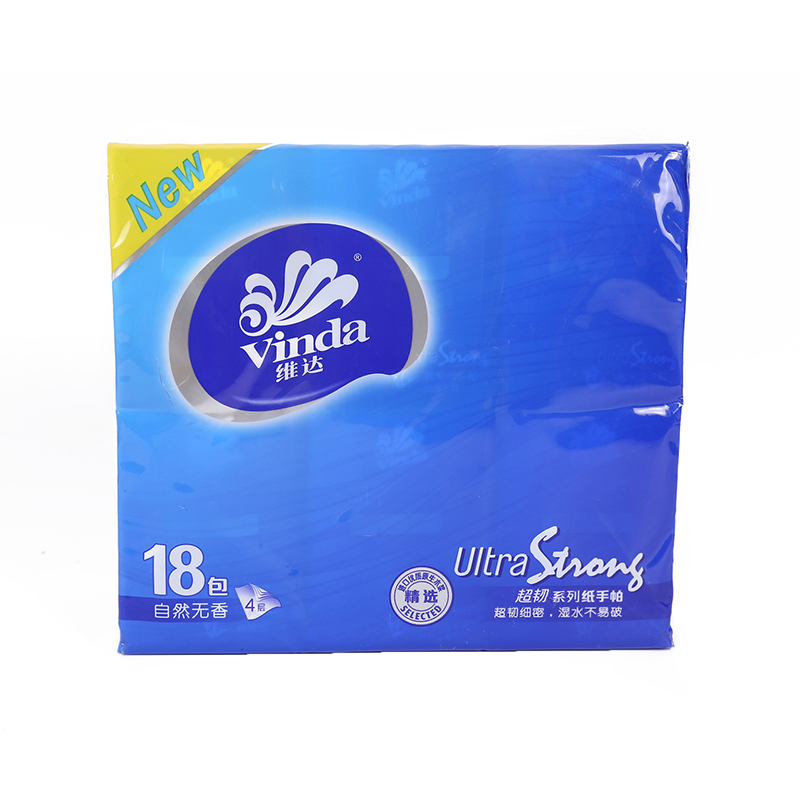 New
®
Vinda
维达
Strong
18包
自然无香
4层
精选
SELECTED
Ultra Strong
超韧系列纸手帕
超韧细密，湿水不易破